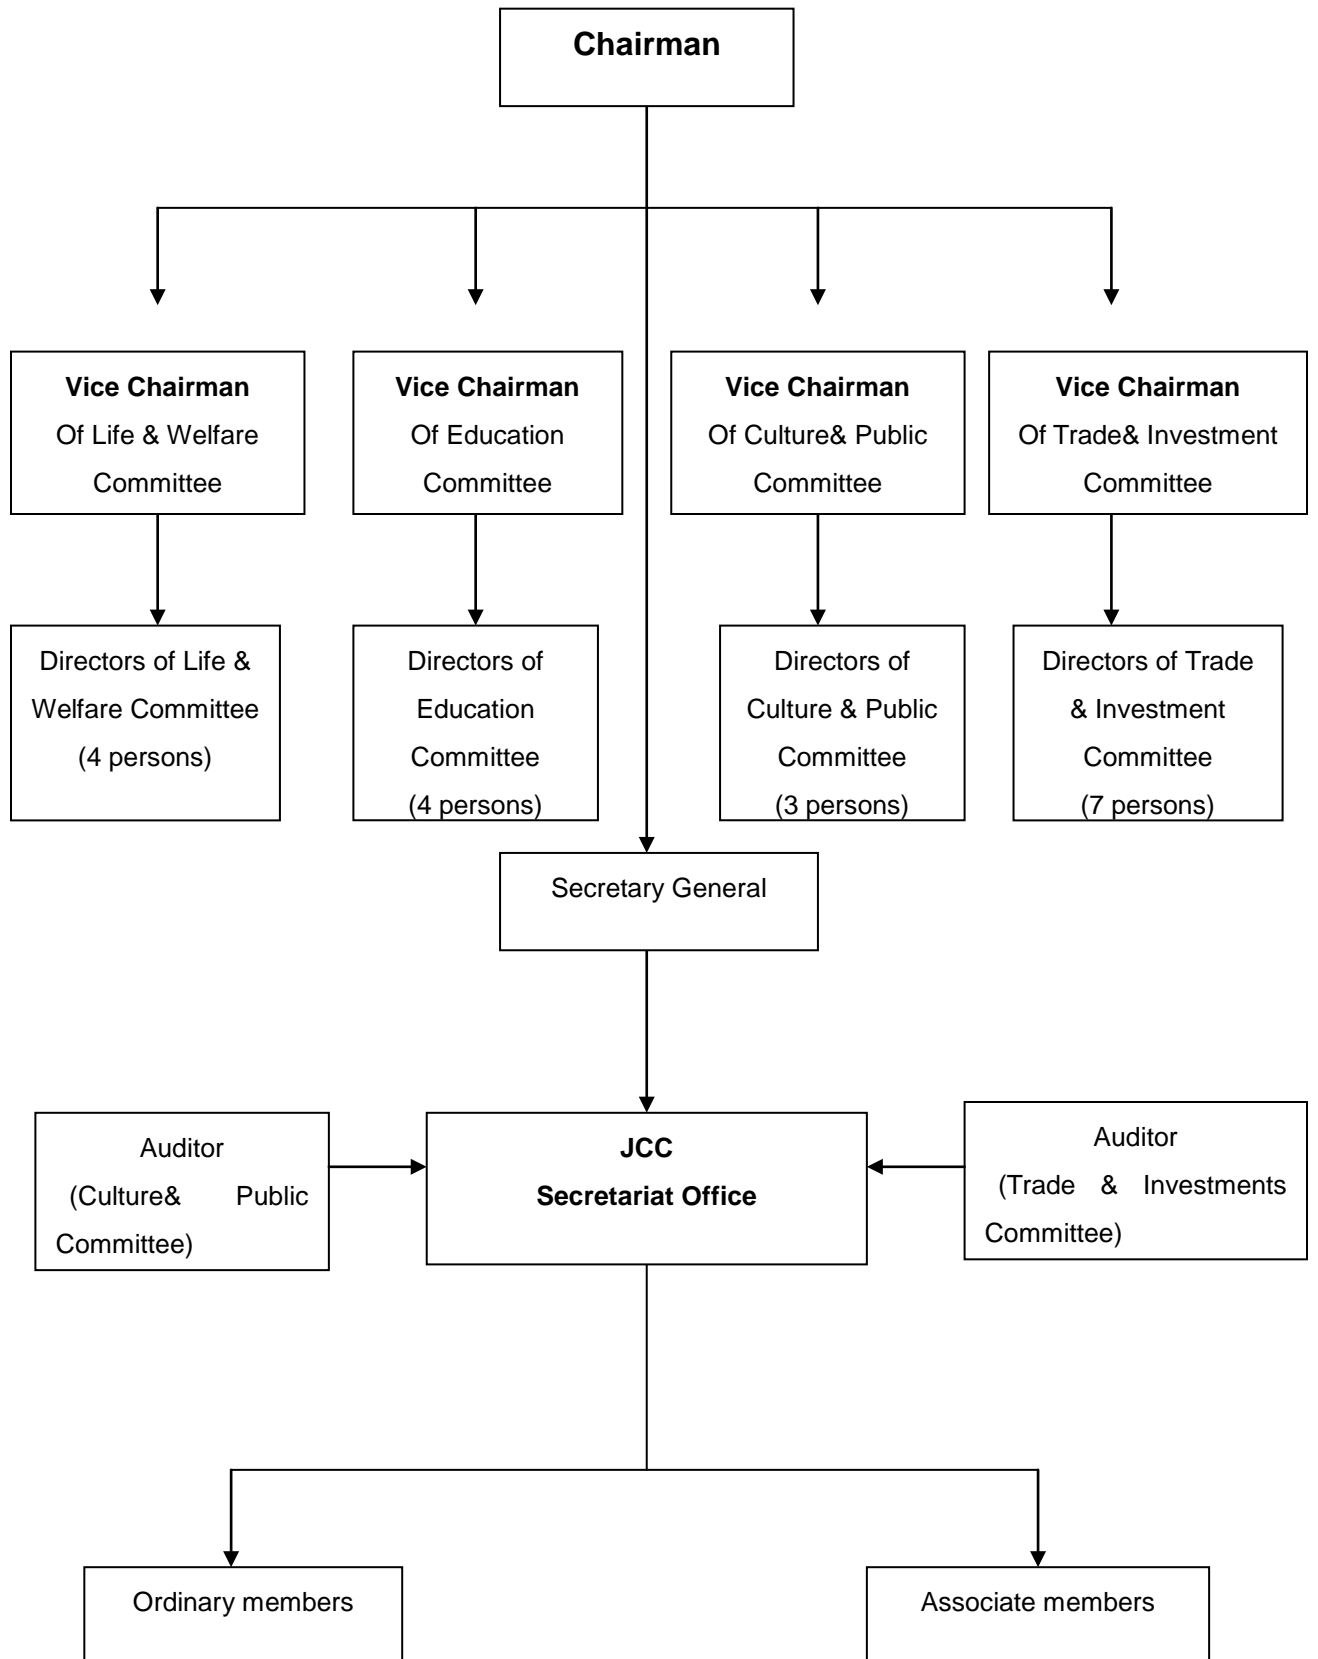 Chairman
Vice Chairman
Of Life & Welfare
Committee
Vice Chairman
Of Education
Committee
Vice Chairman
Of Culture& Public
Committee
Vice Chairman
Of Trade& Investment
Committee
Directors of Life &
Welfare Committee
(4 persons)
Directors of
Education
Committee
(4 persons)
Directors of
Culture & Public
Committee
(3 persons)
Directors of Trade
& Investment
Committee
(7 persons)
Secretary General
Auditor
(Culture& Public
Committee)
JCC
Secretariat Office
Auditor
(Trade & Investments
Committee)
Ordinary members
Associate members